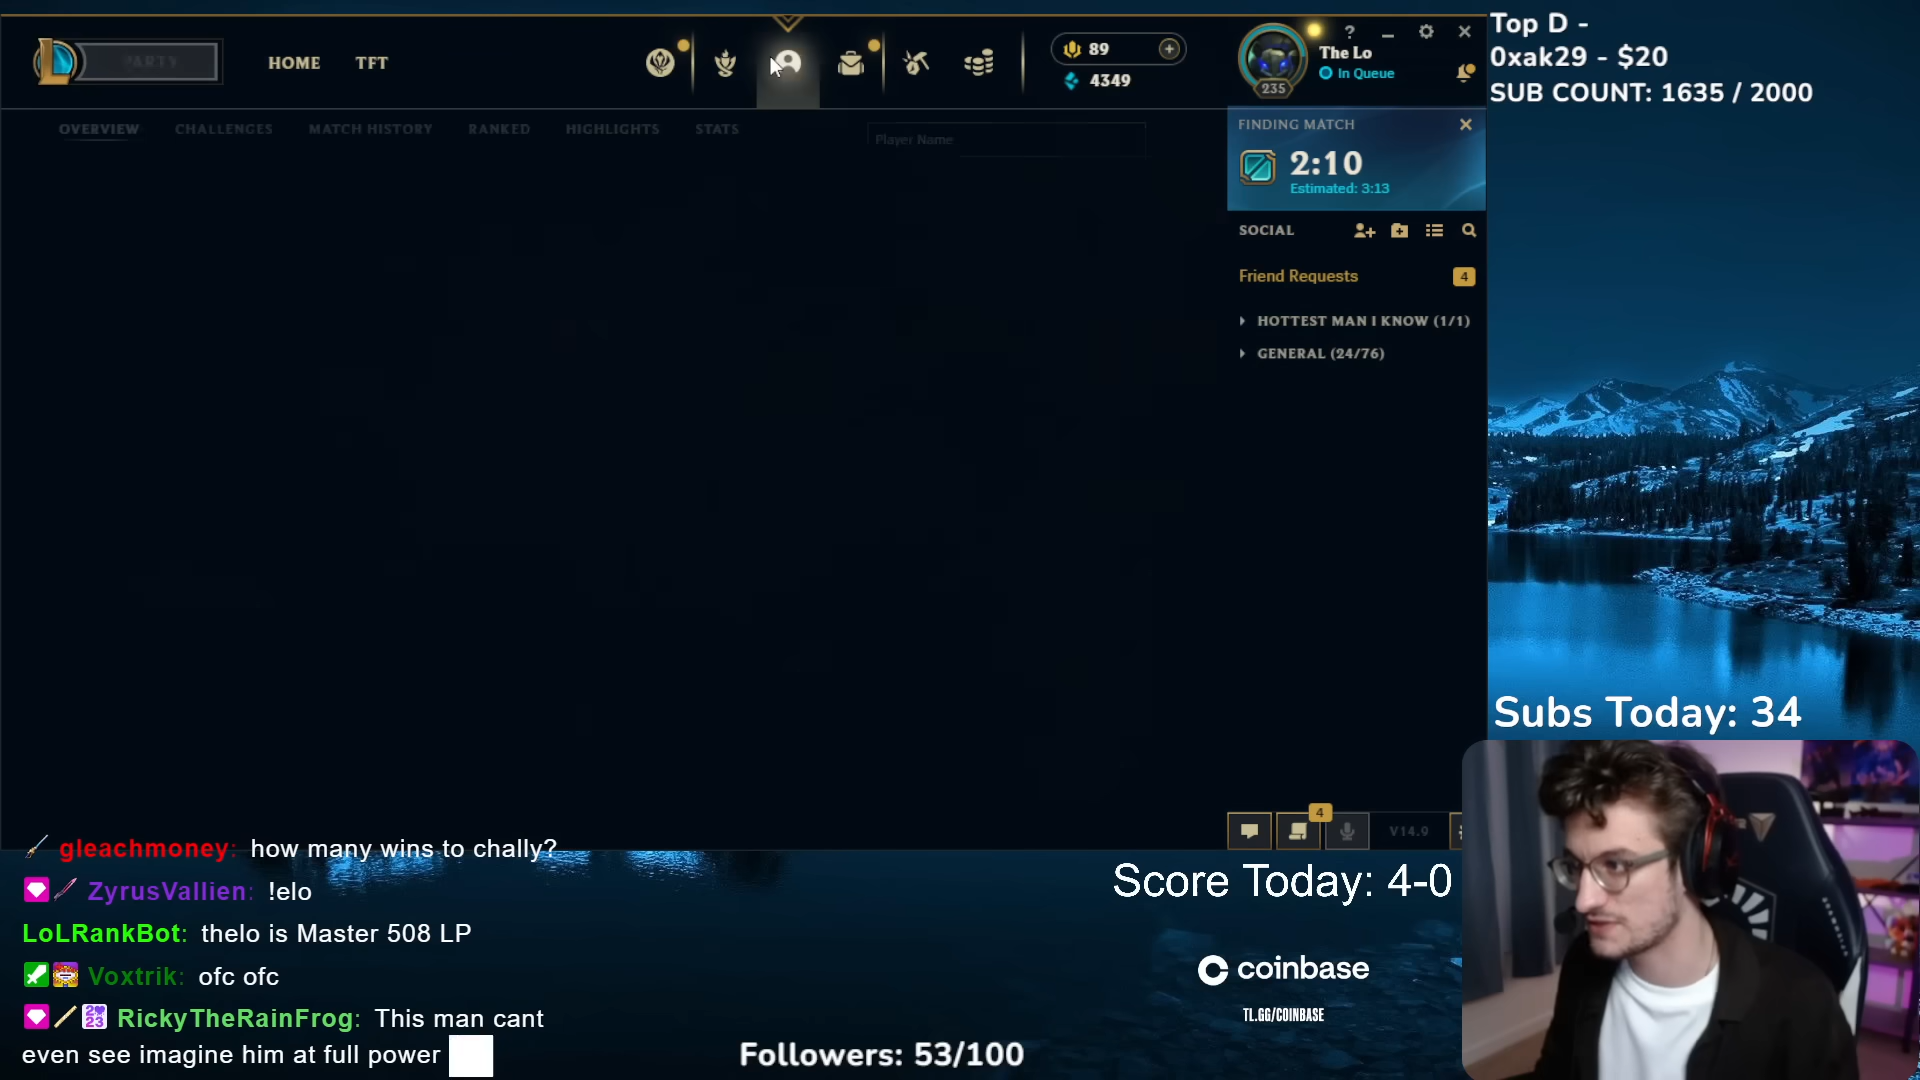 PARTY
HOME
TFT
89
4349
235
?
The Lo
In Queue
Top D -
0xak29 - $20
SUB COUNT: 1635 / 2000
OVERVIEW
CHALLENGES
MATCH HISTORY
RANKED
HIGHLIGHTS
STATS
Player Name
FINDING MATCH
2:10
Estimated: 3:13
SOCIAL
Friend Requests
4
HOTTEST MAN I KNOW (1/1)
GENERAL (24/76)
Subs Today: 34
4
V14.9
gleachmoney: how many wins to chally?
ZyrusVallien: !elo
LoLRankBot: thelo is Master 508 LP
Voxtrik: ofc ofc
2023 RickyTheRainFrog: This man cant
even see imagine him at full power
Score Today: 4-0
coinbase
TL.GG/COINBASE
Followers: 53/100